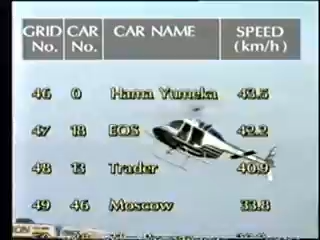 GRID No. CAR No. CAR NAME SPEED (km/h)
46 0 Hama Yumeka 43.5
47 18 EOS 42.2
48 13 Trader 40.9
49 46 Moscow 33.8